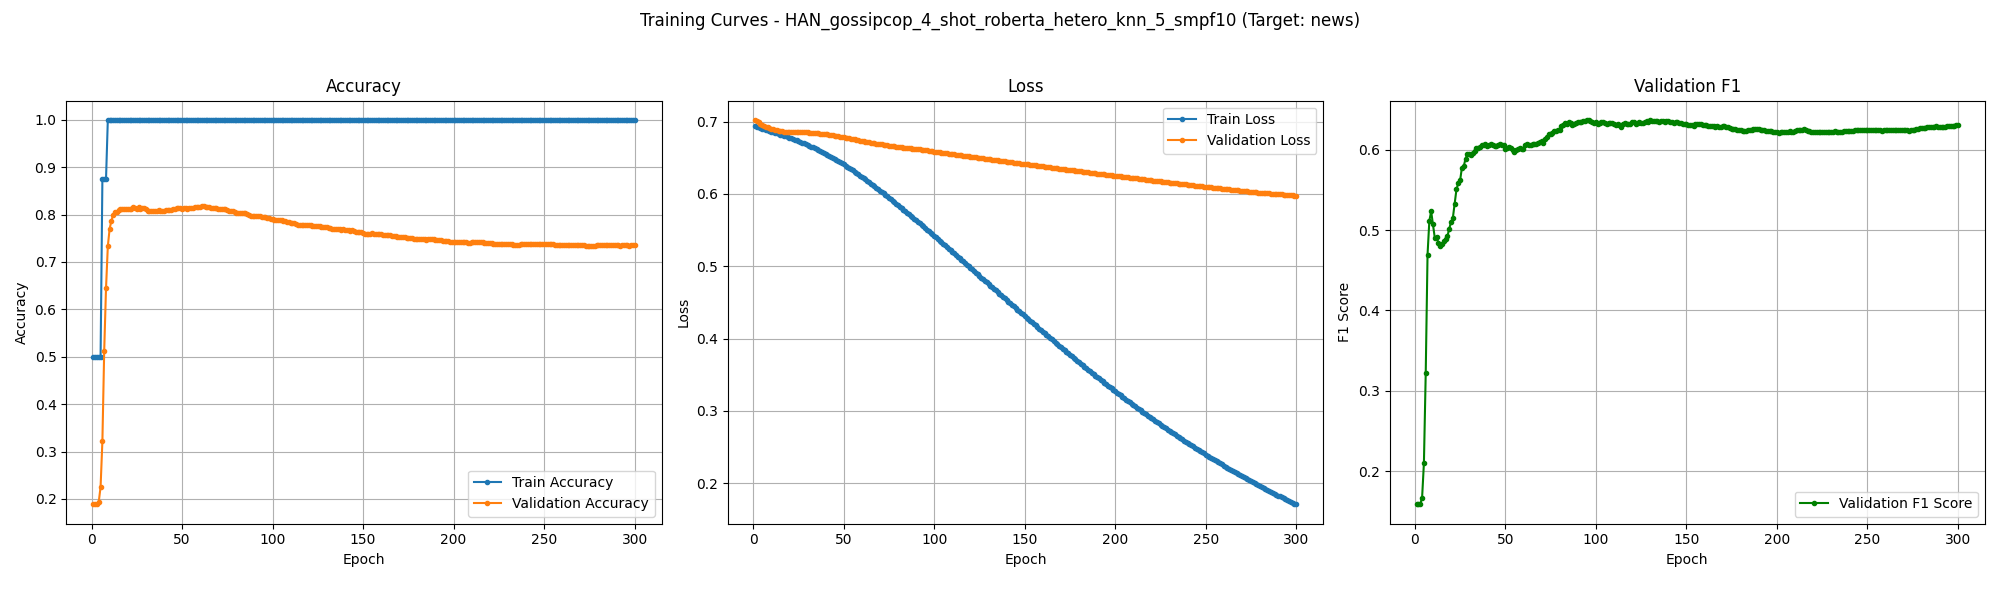 Training Curves - HAN_gossipcop_4_shot_roberta_hetero_knn_5_smpf10 (Target: news)
Accuracy
1.0
0.9
0.8
0.7
0.6
0.5
0.4
0.3
0.2
Accuracy
Train Accuracy
Validation Accuracy
0 50 100 150 200 250 300
Epoch
Loss
0.7
0.6
0.5
0.4
0.3
0.2
Loss
Train Loss
Validation Loss
0 50 100 150 200 250 300
Epoch
Validation F1
0.6
0.5
0.4
0.3
0.2
F1 Score
Validation F1 Score
0 50 100 150 200 250 300
Epoch